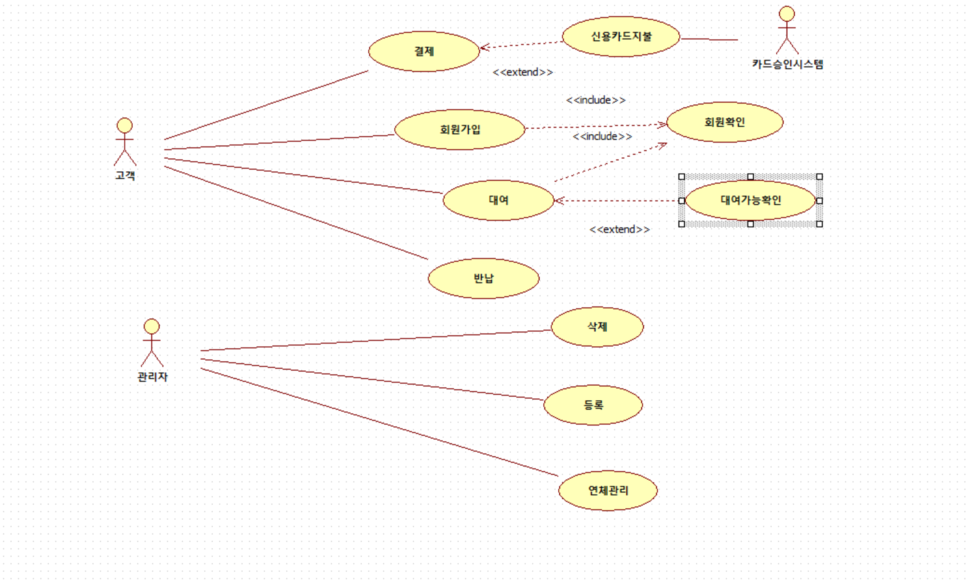 결제
신용카드지불
카드승인시스템
<<extend>>
<<include>>
회원가입
회원확인
<<include>>
고객
대여
대여가능확인
<<extend>>
반납
삭제
관리자
등록
연체관리